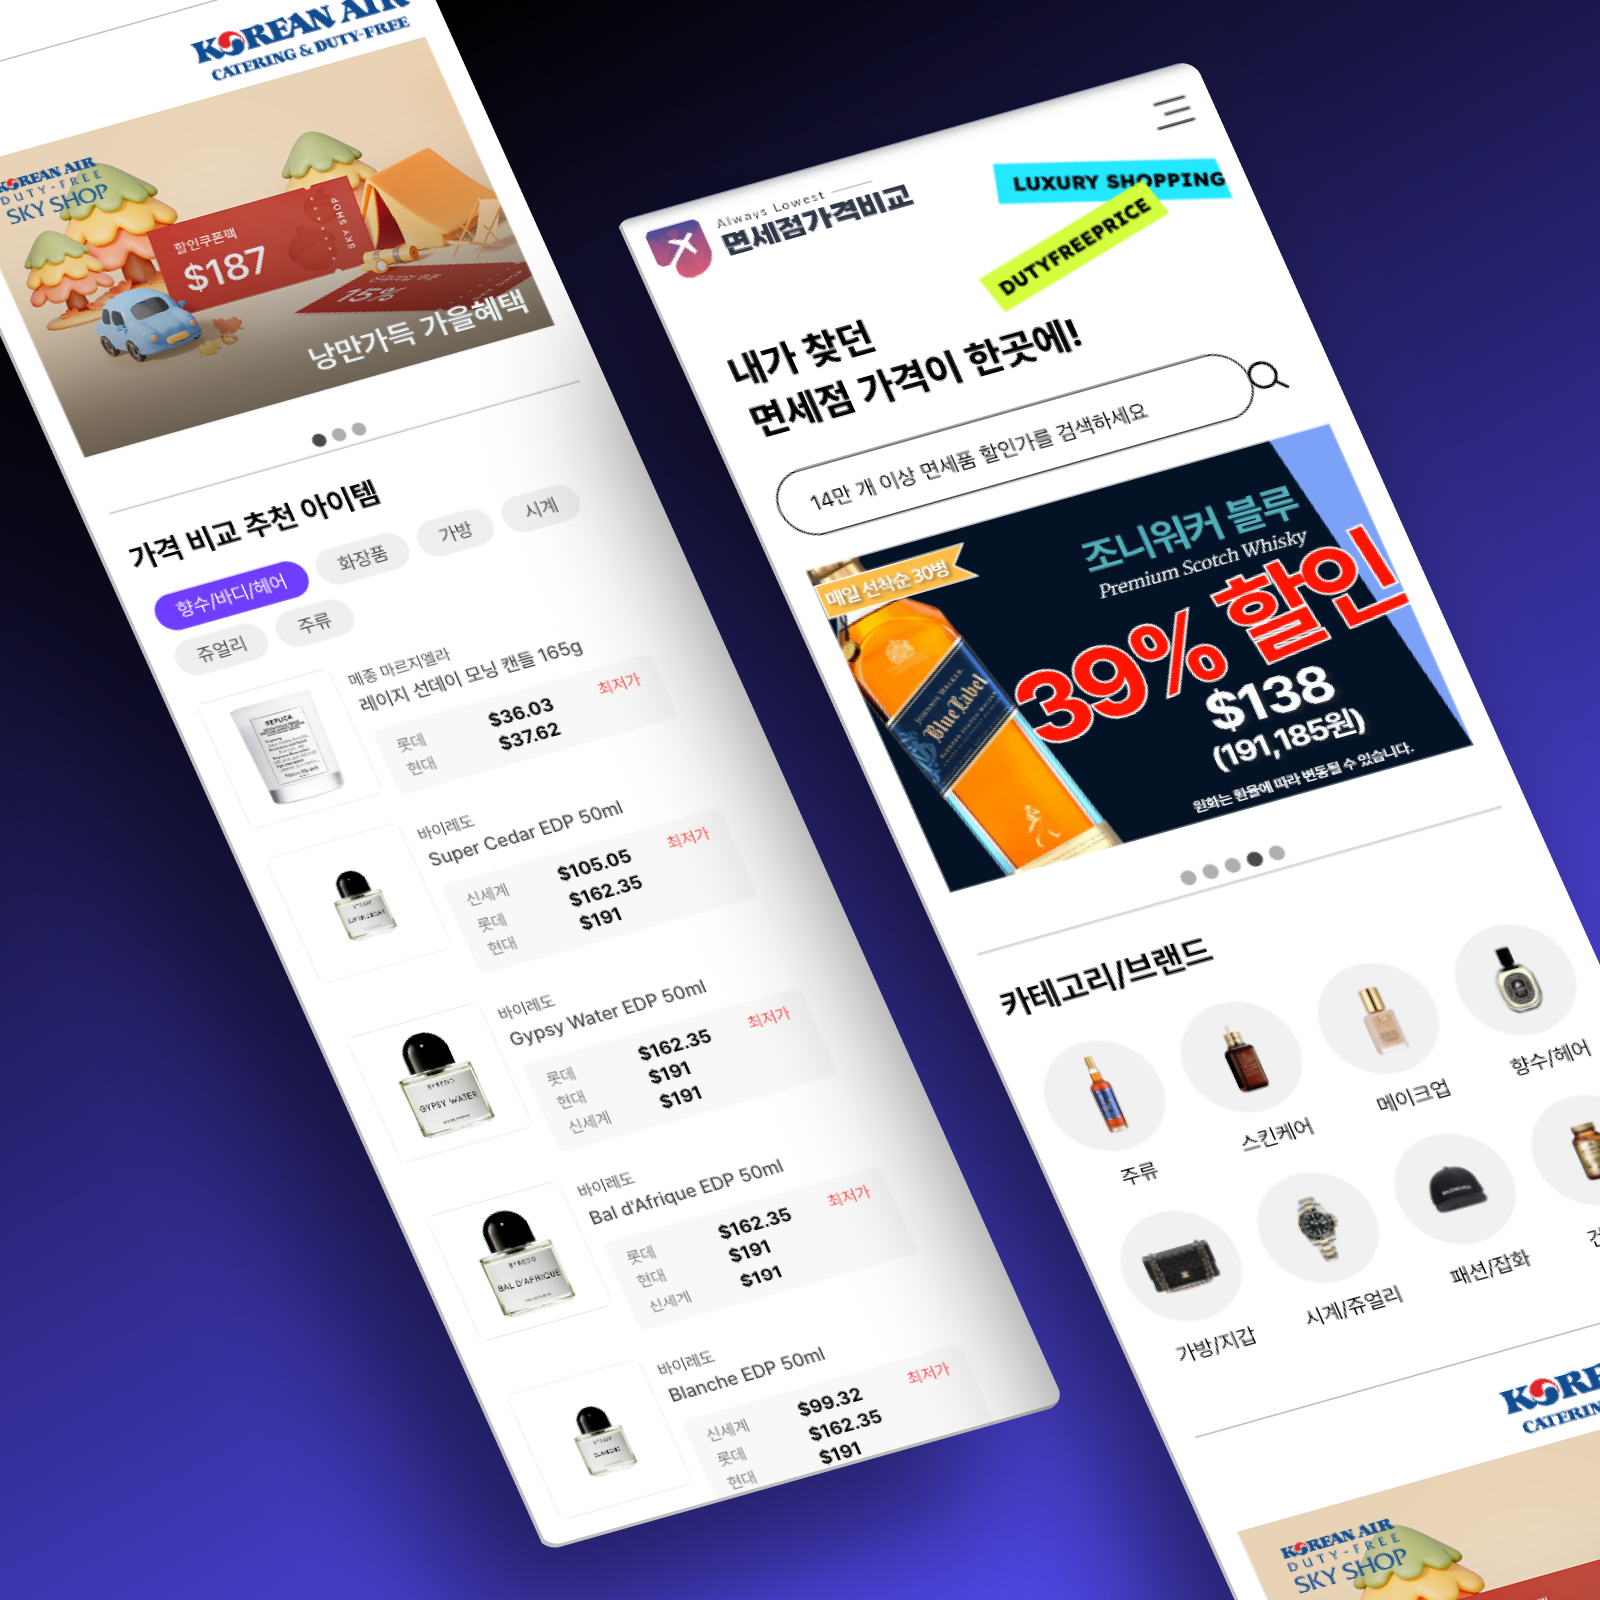 KOREAN AIR
CATERING & DUTY-FREE
KOREAN AIR
DUTY-FREE
SKY SHOP
할인쿠폰팩
$187
SKY SHOP
15%
낭만가득 가을혜택
가격 비교 추천 아이템
향수/바디/헤어
화장품
가방
시계
쥬얼리
주류
REPLICA
메종 마르지엘라
레이지 선데이 모닝 캔들 165g
롯데 $36.03 최저가
현대 $37.62
바이레도
Super Cedar EDP 50ml
신세계 $105.05 최저가
롯데 $162.35
현대 $191
BYREDO
GYPSY WATER
바이레도
Gypsy Water EDP 50ml
롯데 $162.35 최저가
현대 $191
신세계 $191
BYREDO
BAL D'AFRIQUE
바이레도
Bal d'Afrique EDP 50ml
롯데 $162.35 최저가
현대 $191
신세계 $191
바이레도
Blanche EDP 50ml
신세계 $99.32 최저가
롯데 $162.35
현대 $191
Always Lowest
면세점가격비교
LUXURY SHOPPING
DUTYFREEPRICE
내가 찾던
면세점 가격이 한곳에!
14만 개 이상 면세품 할인가를 검색하세요
매일 선착순 30병
조니워커 블루
Premium Scotch Whisky
39% 할인
$138
(191,185원)
원화는 환율에 따라 변동될 수 있습니다.
JOHNNIE WALKER
Blue Label
카테고리/브랜드
주류
스킨케어
메이크업
향수/헤어
가방/지갑
시계/쥬얼리
패션/잡화
KORE
CATERIN
KOREAN AIR
DUTY-FREE
SKY SHOP